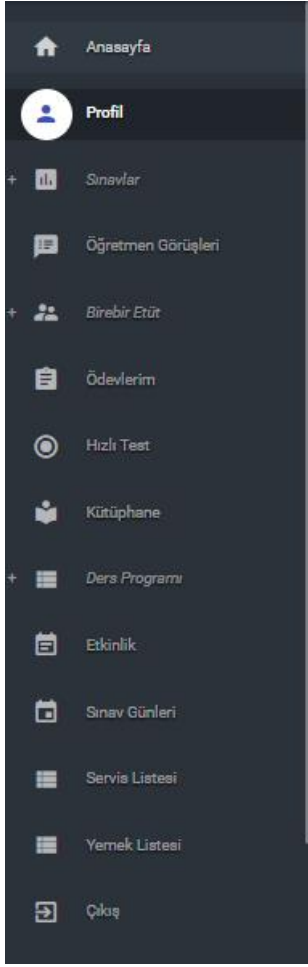 Anasayfa
Profil
+ Sınavlar
Öğretmen Görüşleri
+ Birebir Etüt
Ödevlerim
Hızlı Test
Kütüphane
+ Ders Programı
Etkinlik
Sınav Günleri
Servis Listesi
Yemek Listesi
Çıkış